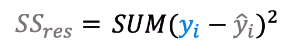 SS_res = SUM(y_i − ŷ_i)²